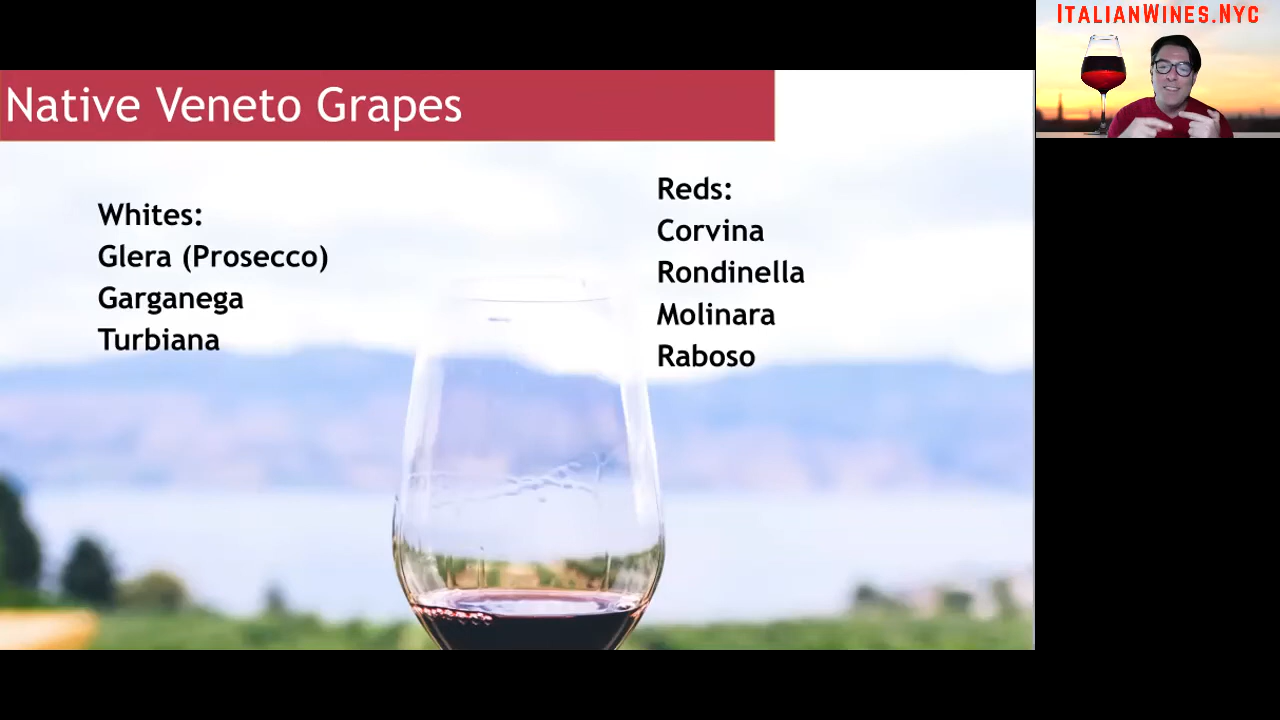 Native Veneto Grapes
Whites:
Glera (Prosecco)
Garganega
Turbiana
Reds:
Corvina
Rondinella
Molinara
Raboso
ItalianWines.Nyc